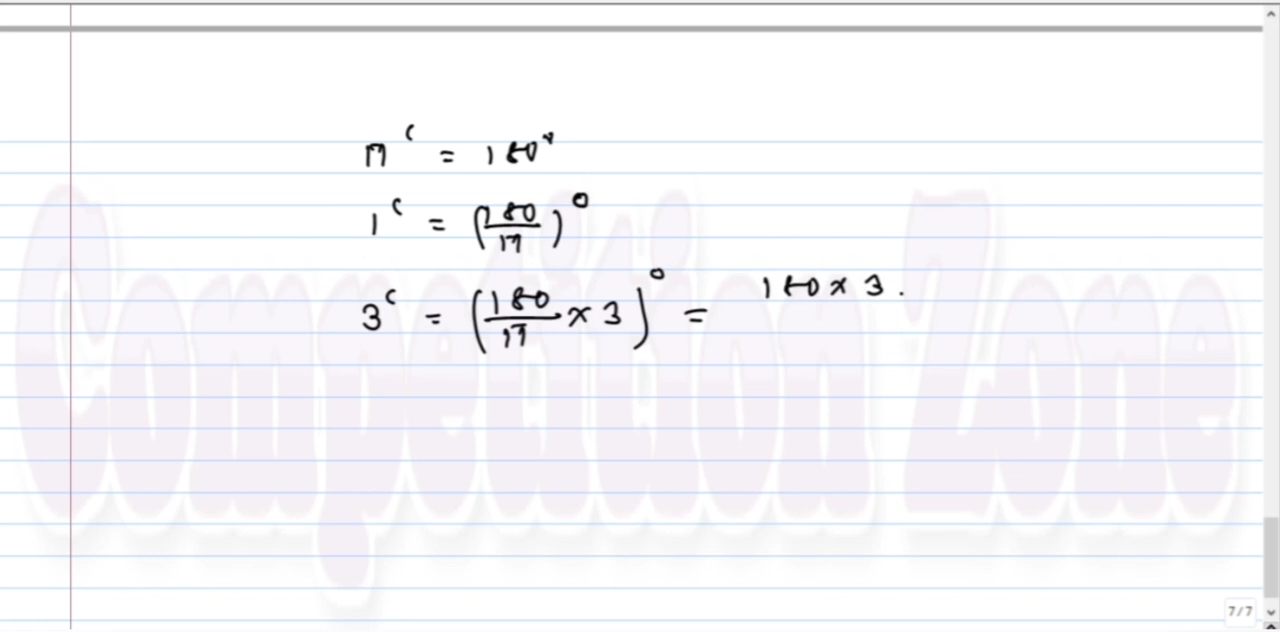 π^c = 180°
1^c = (180/π)°
3^c = (180/π × 3)° = 180 × 3.
Competition Zone
7/7